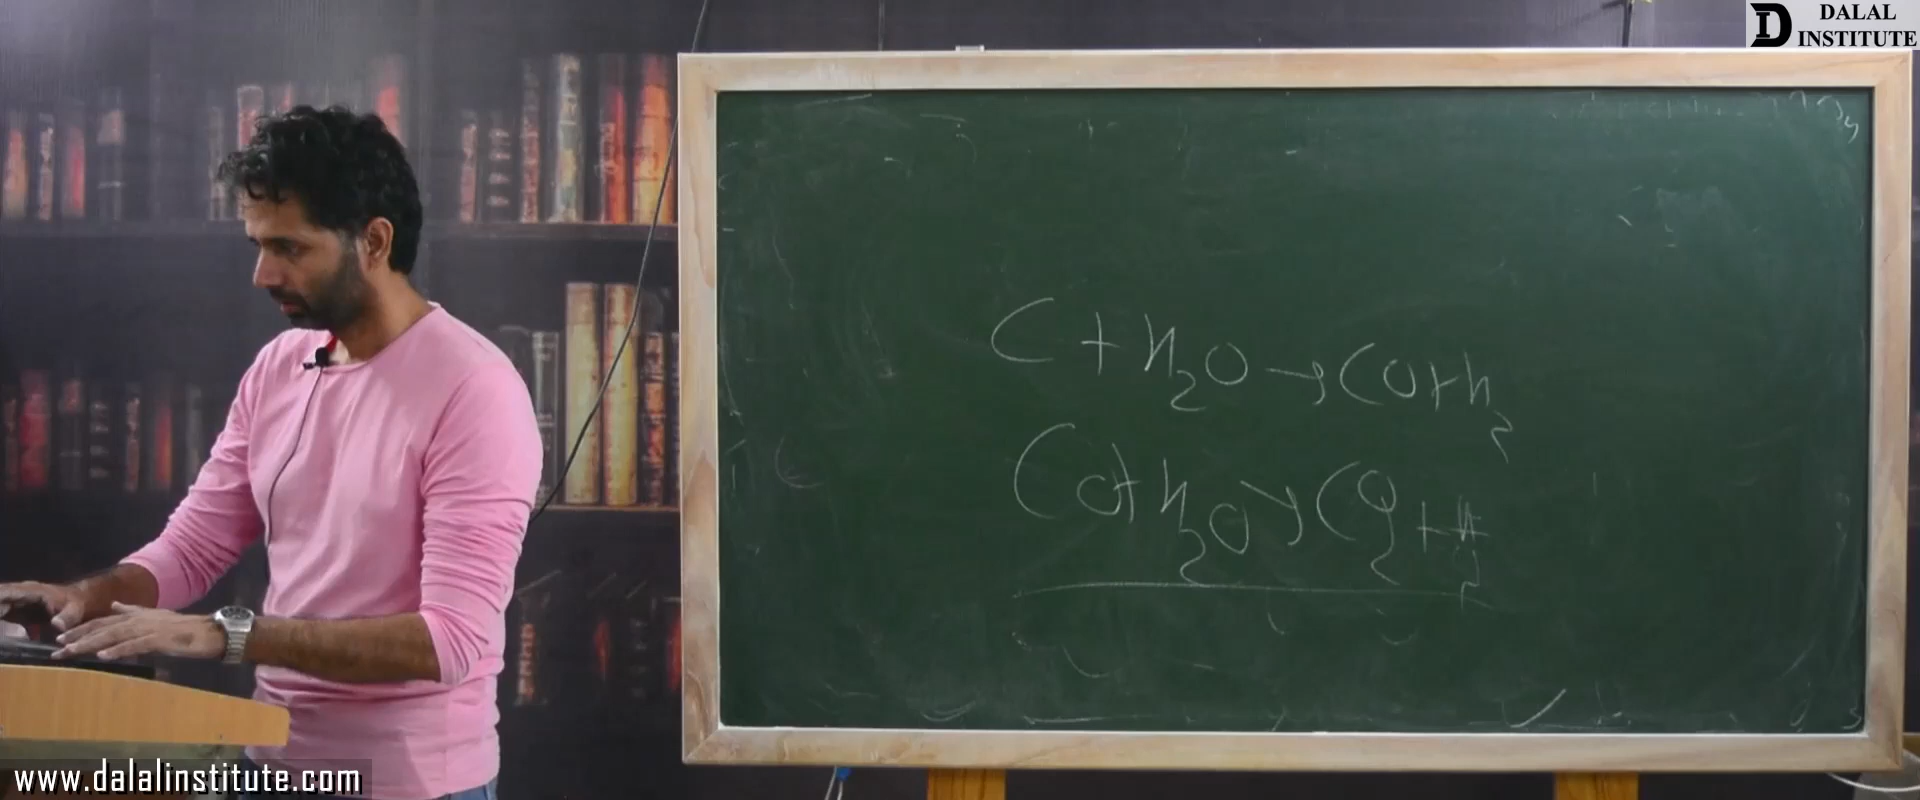 DALAL
INSTITUTE
C + H₂O → CO + H₂
CO + H₂O → CO₂ + H₂
www.dalalinstitute.com